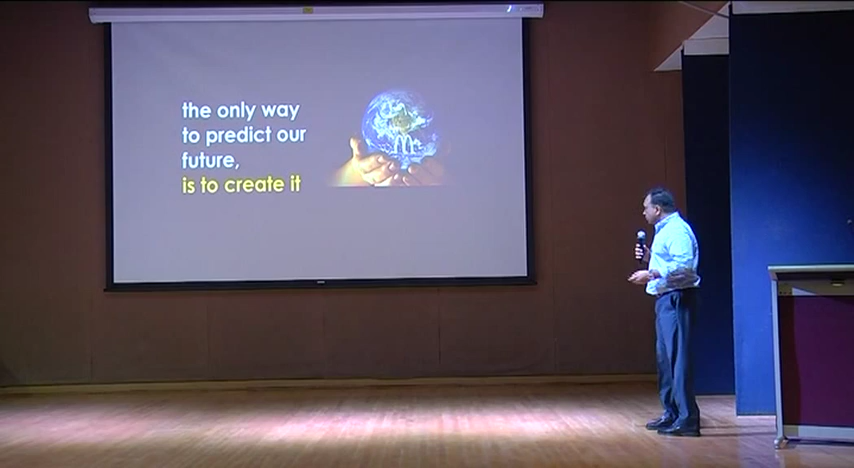 the only way
to predict our
future,
is to create it